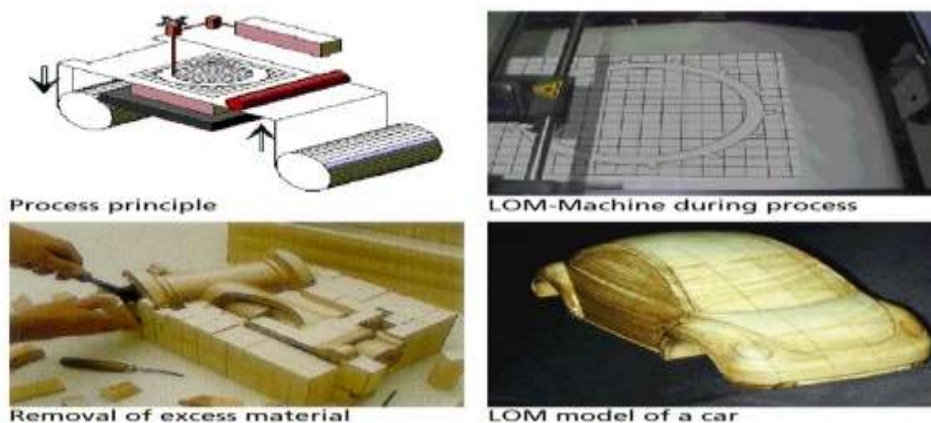 Process principle
LOM-Machine during process
Removal of excess material
LOM model of a car